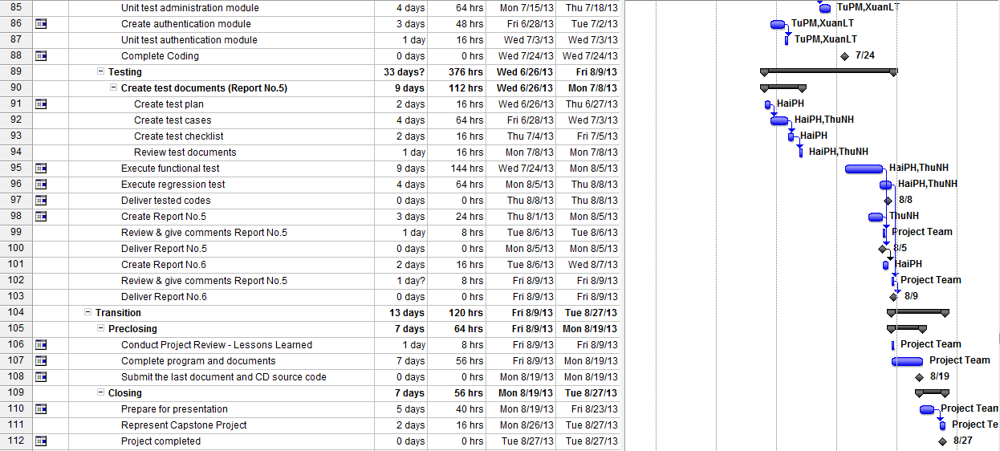 85 Unit test administration module 4 days 64 hrs Mon 7/15/13 Thu 7/18/13 TuPM,XuanLT
86 Create authentication module 3 days 48 hrs Fri 6/28/13 Tue 7/2/13 TuPM,XuanLT
87 Unit test authentication module 1 day 16 hrs Wed 7/3/13 Wed 7/3/13 TuPM,XuanLT
88 Complete Coding 0 days 0 hrs Wed 7/24/13 Wed 7/24/13 7/24
89 Testing 33 days? 376 hrs Wed 6/26/13 Fri 8/9/13
90 Create test documents (Report No.5) 9 days 112 hrs Wed 6/26/13 Mon 7/8/13
91 Create test plan 2 days 16 hrs Wed 6/26/13 Thu 6/27/13 HaiPH
92 Create test cases 4 days 64 hrs Fri 6/28/13 Wed 7/3/13 HaiPH,ThuNH
93 Create test checklist 2 days 16 hrs Thu 7/4/13 Fri 7/5/13 HaiPH
94 Review test documents 1 day 16 hrs Mon 7/8/13 Mon 7/8/13 HaiPH,ThuNH
95 Execute functional test 9 days 144 hrs Wed 7/24/13 Mon 8/5/13 HaiPH,ThuNH
96 Execute regression test 4 days 64 hrs Mon 8/5/13 Thu 8/8/13 HaiPH,ThuNH
97 Deliver tested codes 0 days 0 hrs Thu 8/8/13 Thu 8/8/13 8/8
98 Create Report No.5 3 days 24 hrs Thu 8/1/13 Mon 8/5/13 ThuNH
99 Review & give comments Report No.5 1 day 8 hrs Tue 8/6/13 Tue 8/6/13 Project Team
100 Deliver Report No.5 0 days 0 hrs Mon 8/5/13 Mon 8/5/13 8/5
101 Create Report No.6 2 days 16 hrs Tue 8/6/13 Wed 8/7/13 HaiPH
102 Review & give comments Report No.5 1 day? 8 hrs Fri 8/9/13 Fri 8/9/13 Project Team
103 Deliver Report No.6 0 days 0 hrs Fri 8/9/13 Fri 8/9/13 8/9
104 Transition 13 days 120 hrs Fri 8/9/13 Tue 8/27/13
105 Preclosing 7 days 64 hrs Fri 8/9/13 Mon 8/19/13
106 Conduct Project Review - Lessons Learned 1 day 8 hrs Fri 8/9/13 Fri 8/9/13 Project Team
107 Complete program and documents 7 days 56 hrs Fri 8/9/13 Mon 8/19/13 Project Team
108 Submit the last document and CD source code 0 days 0 hrs Mon 8/19/13 Mon 8/19/13 8/19
109 Closing 7 days 56 hrs Mon 8/19/13 Tue 8/27/13
110 Prepare for presentation 5 days 40 hrs Mon 8/19/13 Fri 8/23/13 Project Team
111 Represent Capstone Project 2 days 16 hrs Mon 8/26/13 Tue 8/27/13 Project Te
112 Project completed 0 days 0 hrs Tue 8/27/13 Tue 8/27/13 8/27